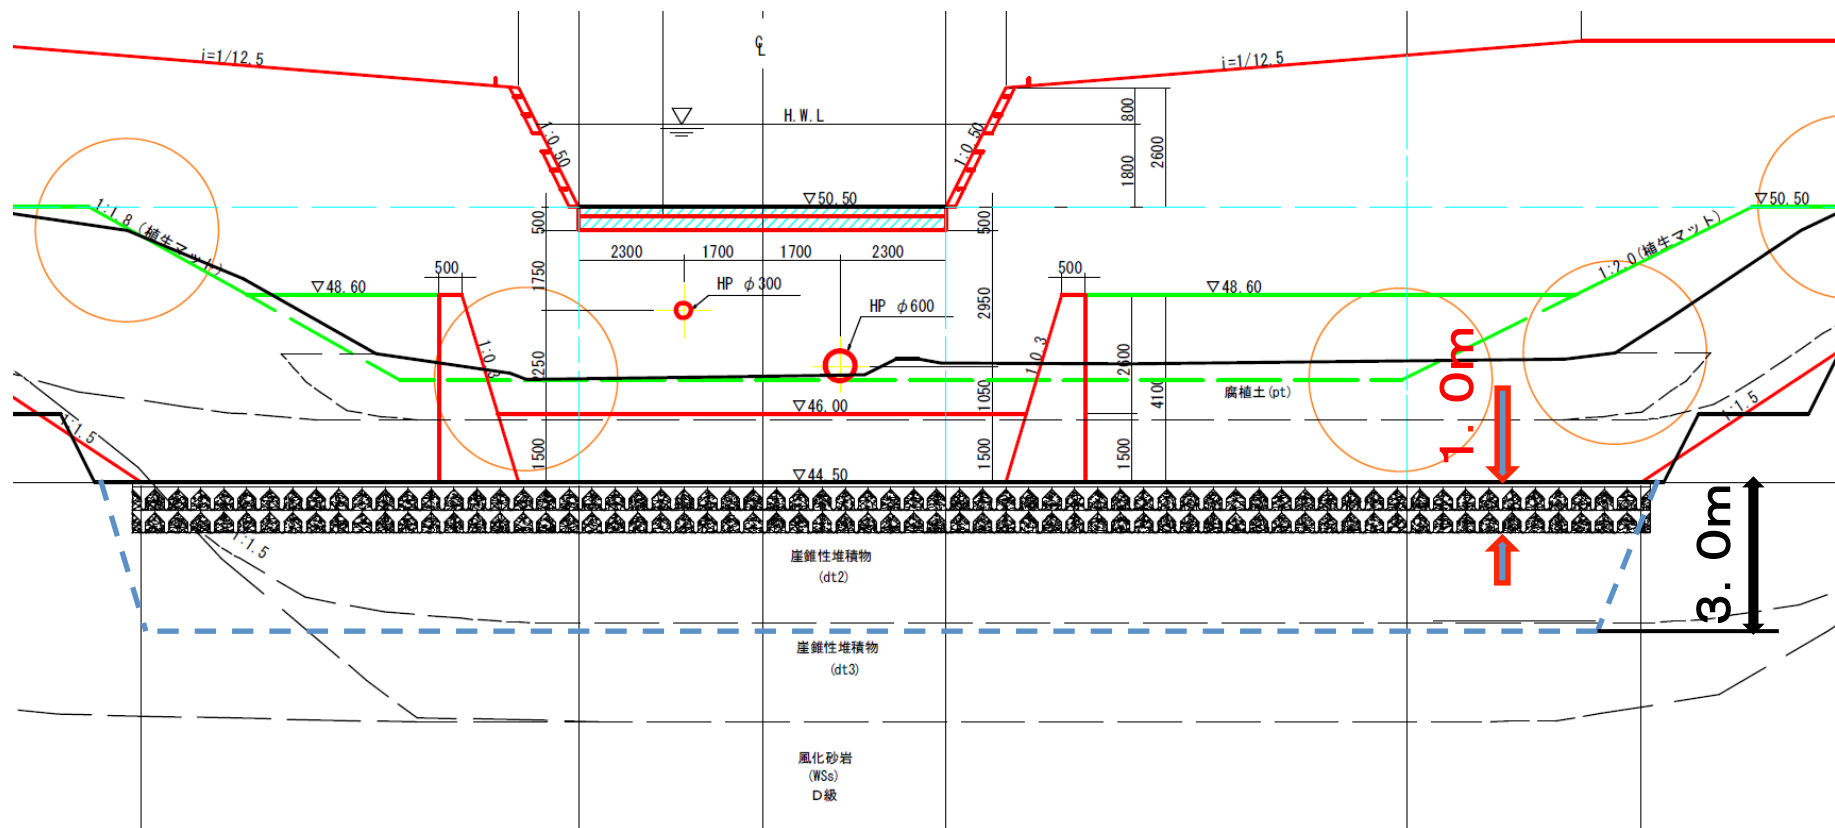 CL
i=1/12.5
i=1/12.5
H.W.L
800
2600
1800
1:0.50
1:0.50
▽50.50
▽50.50
1:1.8 (植生マット)
1:2.0(植生マット)
500
500
2300
1700
1700
2300
500
500
1750
2950
HP φ300
HP φ600
▽48.60
▽48.60
1:0.3
1:0.3
2250
1050
2600
4100
1.0m
腐植土(pt)
▽46.00
1:1.5
1:1.5
1500
1500
1500
▽44.50
3.0m
1:1.5
崖錐性堆積物
(dt2)
崖錐性堆積物
(dt3)
風化砂岩
(WSs)
D級